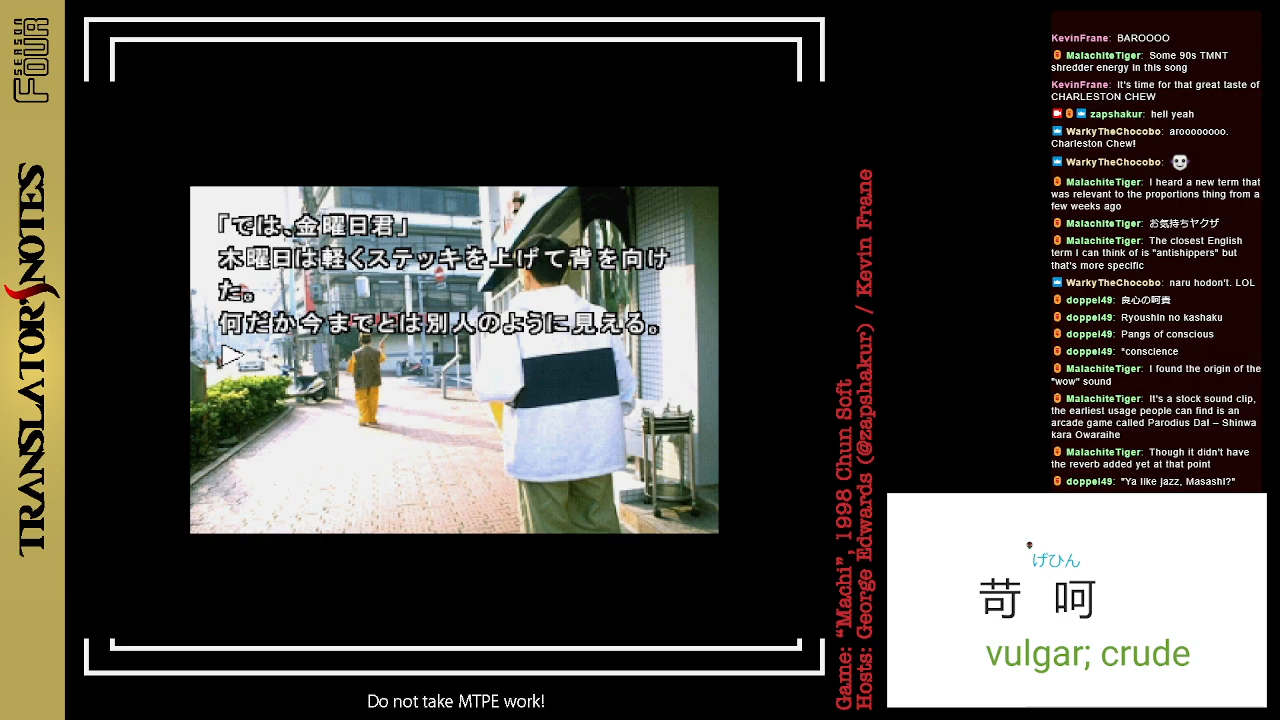 SEASON
FOUR
TRANSLATOR'S NOTES
「では、金曜日君」
木曜日は軽くステッキを上げて背を向け
た。
何だか今までとは別人のように見える。
Game: "Machi", 1998 Chun Soft
Hosts: George Edwards (@zapshakur) / Kevin Frane
KevinFrane: BAROOOO
MalachiteTiger: Some 90s TMNT
shredder energy in this song
KevinFrane: It's time for that great taste of
CHARLESTON CHEW
zapshakur: hell yeah
WarkyTheChocobo: aroooooooo.
Charleston Chew!
WarkyTheChocobo:
MalachiteTiger: I heard a new term that
was relevant to the proportions thing from a
few weeks ago
MalachiteTiger: お気持ちヤクザ
MalachiteTiger: The closest English
term I can think of is "antishippers" but
that's more specific
WarkyTheChocobo: naru hodon't. LOL
doppel49:良心の呵責
doppel49: Ryoushin no kashaku
doppel49: Pangs of conscious
doppel49: *conscience
MalachiteTiger: I found the origin of the
"wow" sound
MalachiteTiger: It's a stock sound clip,
the earliest usage people can find is an
arcade game called Parodius Da! – Shinwa
kara Owaraihe
MalachiteTiger: Though it didn't have
the reverb added yet at that point
doppel49: "Ya like jazz, Masashi?"
げひん
苛 呵
vulgar; crude
Do not take MTPE work!